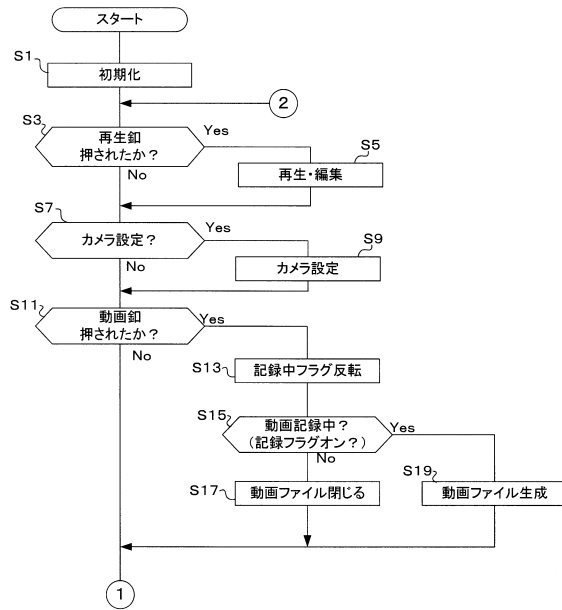 スタート
S1
初期化
2
S3
再生釦
押されたか？
Yes
No
S5
再生・編集
S7
カメラ設定？
Yes
No
S9
カメラ設定
S11
動画釦
押されたか？
Yes
No
S13
記録中フラグ反転
S15
動画記録中？
（記録フラグオン？）
Yes
No
S17
動画ファイル閉じる
S19
動画ファイル生成
1